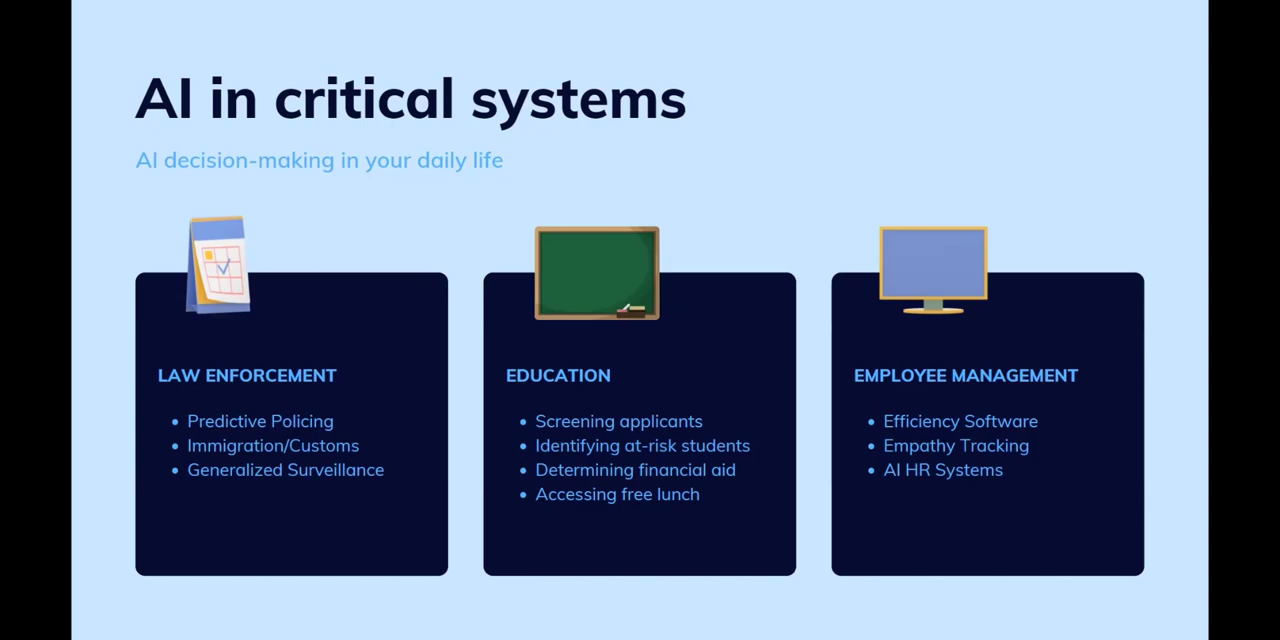 AI in critical systems
AI decision-making in your daily life
LAW ENFORCEMENT
Predictive Policing
Immigration/Customs
Generalized Surveillance
EDUCATION
Screening applicants
Identifying at-risk students
Determining financial aid
Accessing free lunch
EMPLOYEE MANAGEMENT
Efficiency Software
Empathy Tracking
AI HR Systems